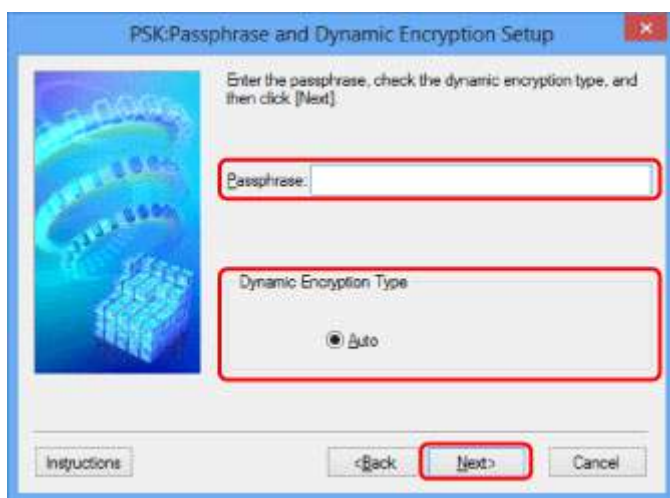 PSK:Passphrase and Dynamic Encryption Setup
Enter the passphrase, check the dynamic encryption type, and
then click [Next].
Passphrase:
Dynamic Encryption Type
Auto
Instructions
<Back
Next>
Cancel